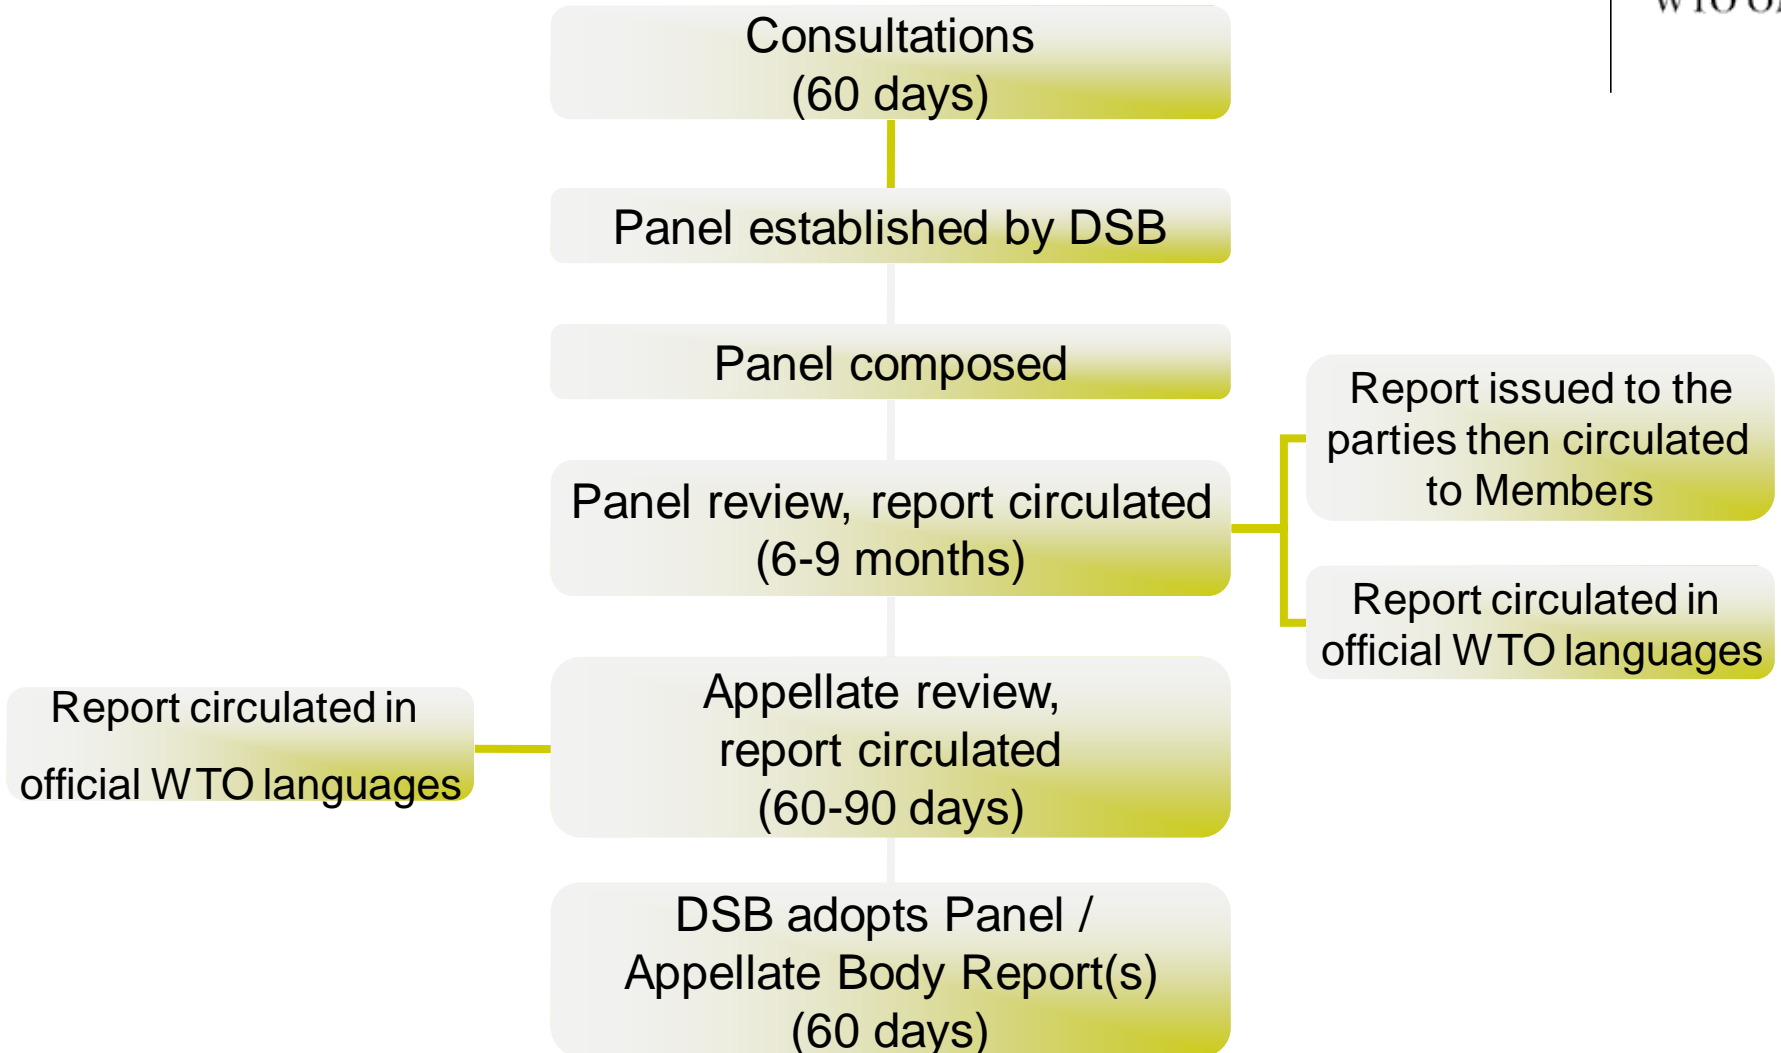 WTO
Consultations
(60 days)
Panel established by DSB
Panel composed
Panel review, report circulated
(6-9 months)
Report issued to the
parties then circulated
to Members
Report circulated in
official WTO languages
Appellate review,
report circulated
(60-90 days)
Report circulated in
official WTO languages
DSB adopts Panel /
Appellate Body Report(s)
(60 days)